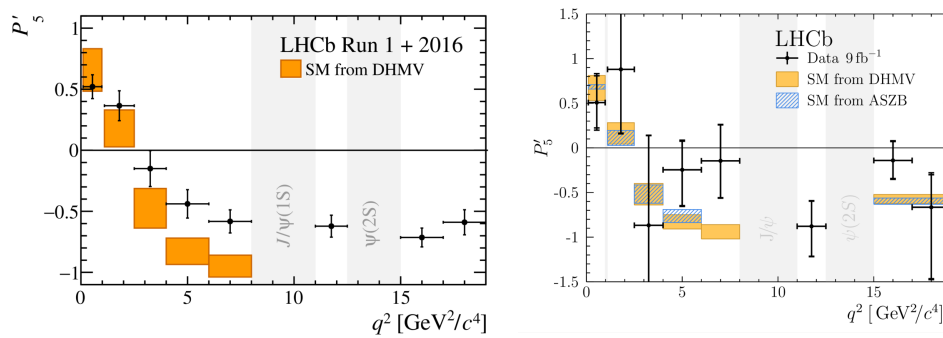 P′5
1
0.5
0
−0.5
−1
LHCb Run 1 + 2016
SM from DHMV
J/ψ(1S)
ψ(2S)
0 5 10 15
q² [GeV²/c⁴]
P′5
1.5
1
0.5
0
-0.5
-1
-1.5
LHCb
Data 9 fb⁻¹
SM from DHMV
SM from ASZB
J/ψ
ψ(2S)
0 5 10 15
q² [GeV²/c⁴]